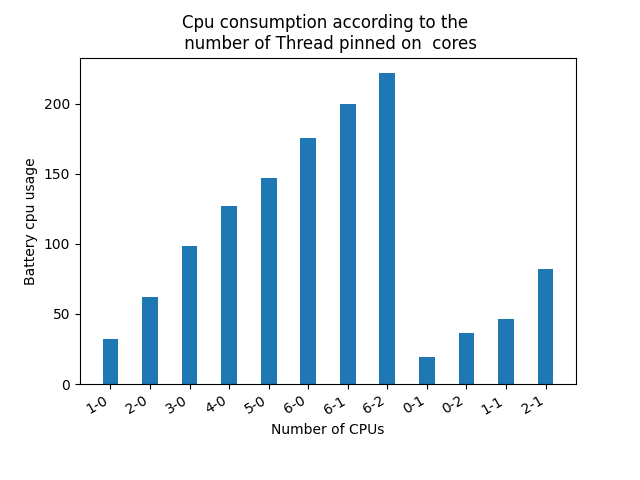 Cpu consumption according to the
number of Thread pinned on  cores
Battery cpu usage
200
150
100
50
0
1-0 2-0 3-0 4-0 5-0 6-0 6-1 6-2 0-1 0-2 1-1 2-1
Number of CPUs